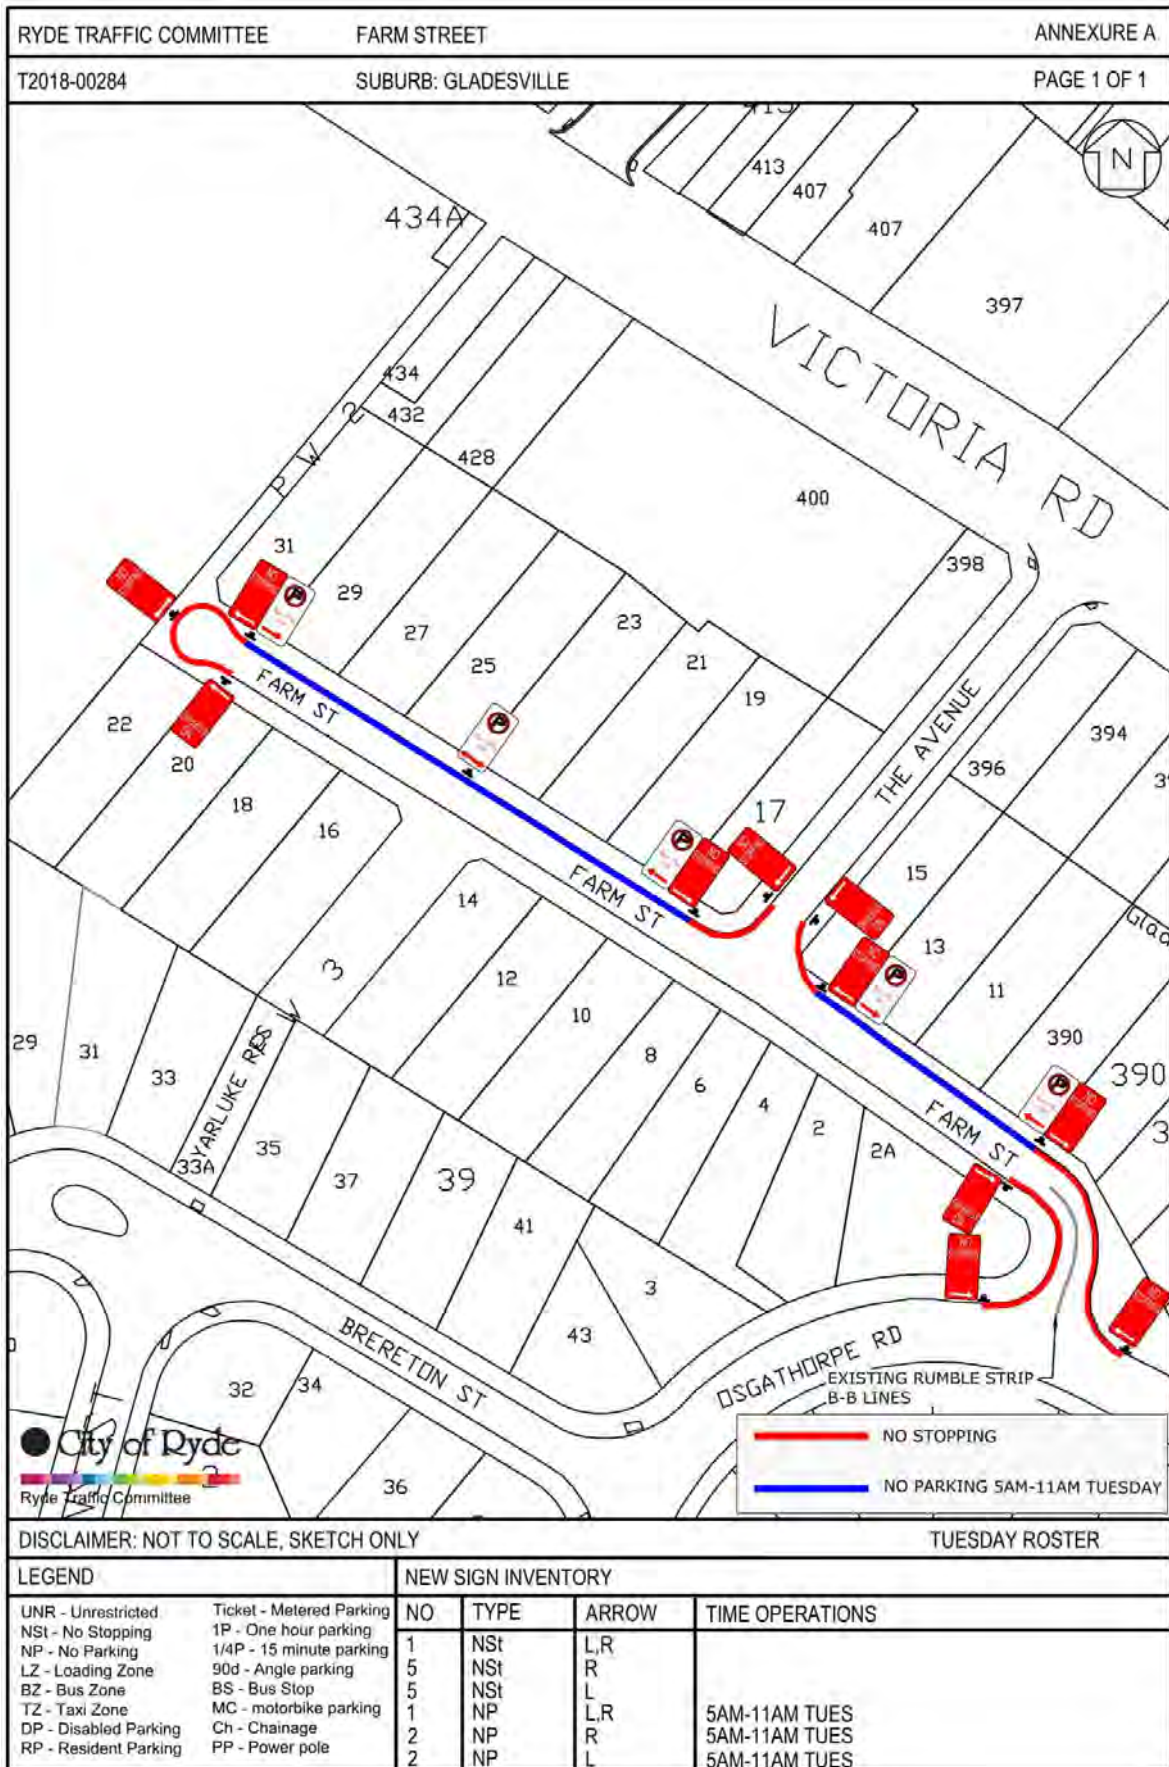 RYDE TRAFFIC COMMITTEE FARM STREET ANNEXURE A
T2018-00284 SUBURB: GLADESVILLE PAGE 1 OF 1
N
413
413
407
434A
407
397
VICTORIA RD
434
432
P W 2
428
400
398
31
29
27
23
25
21
19
FARM ST
22
20
THE AVENUE
394
396
18
16
17
15
FARM ST
14
13
Glad
3
12
11
10
29
31
33
390
390
8
6
4
2
2A
YARLUKE RES
33A
35
37
39
41
FARM ST
3
43
BRERETON ST
OSGATHORPE RD
EXISTING RUMBLE STRIP
B-B LINES
32
34
36
NO STOPPING
NO PARKING 5AM-11AM TUESDAY
City of Ryde
Ryde Traffic Committee
DISCLAIMER: NOT TO SCALE, SKETCH ONLY TUESDAY ROSTER
LEGEND NEW SIGN INVENTORY
UNR - Unrestricted Ticket - Metered Parking
NSt - No Stopping 1P - One hour parking
NP - No Parking 1/4P - 15 minute parking
LZ - Loading Zone 90d - Angle parking
BZ - Bus Zone BS - Bus Stop
TZ - Taxi Zone MC - motorbike parking
DP - Disabled Parking Ch - Chainage
RP - Resident Parking PP - Power pole
NO TYPE ARROW TIME OPERATIONS
1 NSt L,R
5 NSt R
5 NSt L
1 NP L,R 5AM-11AM TUES
2 NP R 5AM-11AM TUES
2 NP L 5AM-11AM TUES